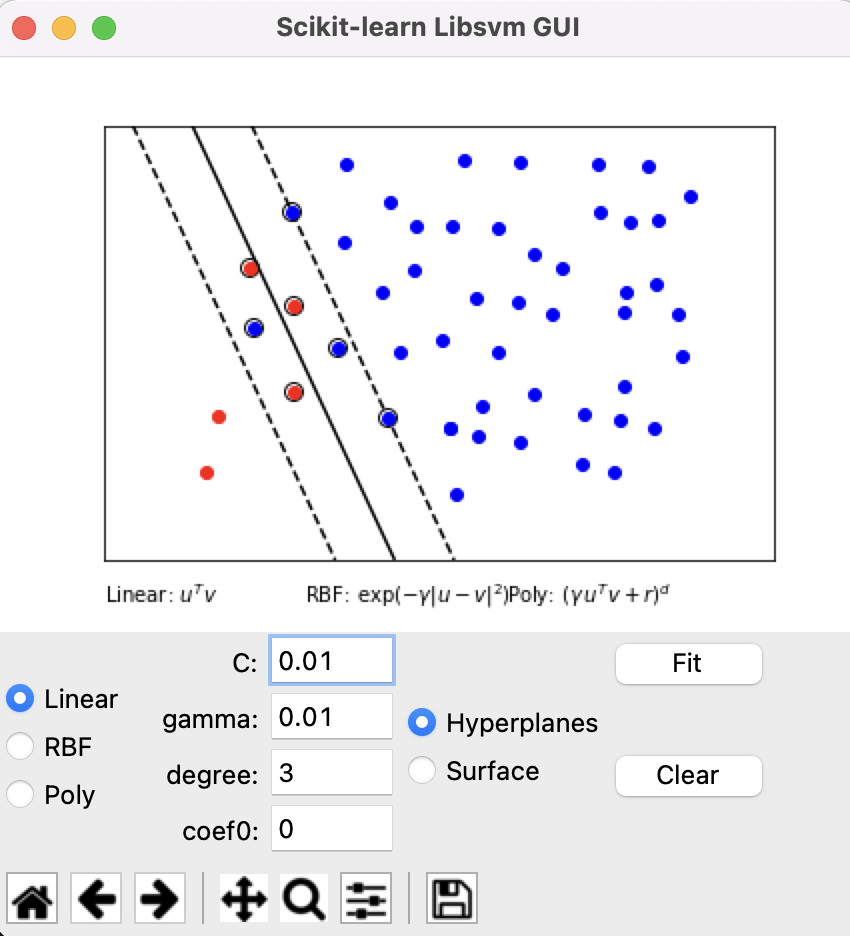 Scikit-learn Libsvm GUI
Linear: uᵀv RBF: exp(−γ|u − v|²)Poly: (γuᵀv + r)ᵈ
C: 0.01 Fit
Linear
gamma: 0.01 Hyperplanes
RBF
degree: 3 Surface Clear
Poly
coef0: 0